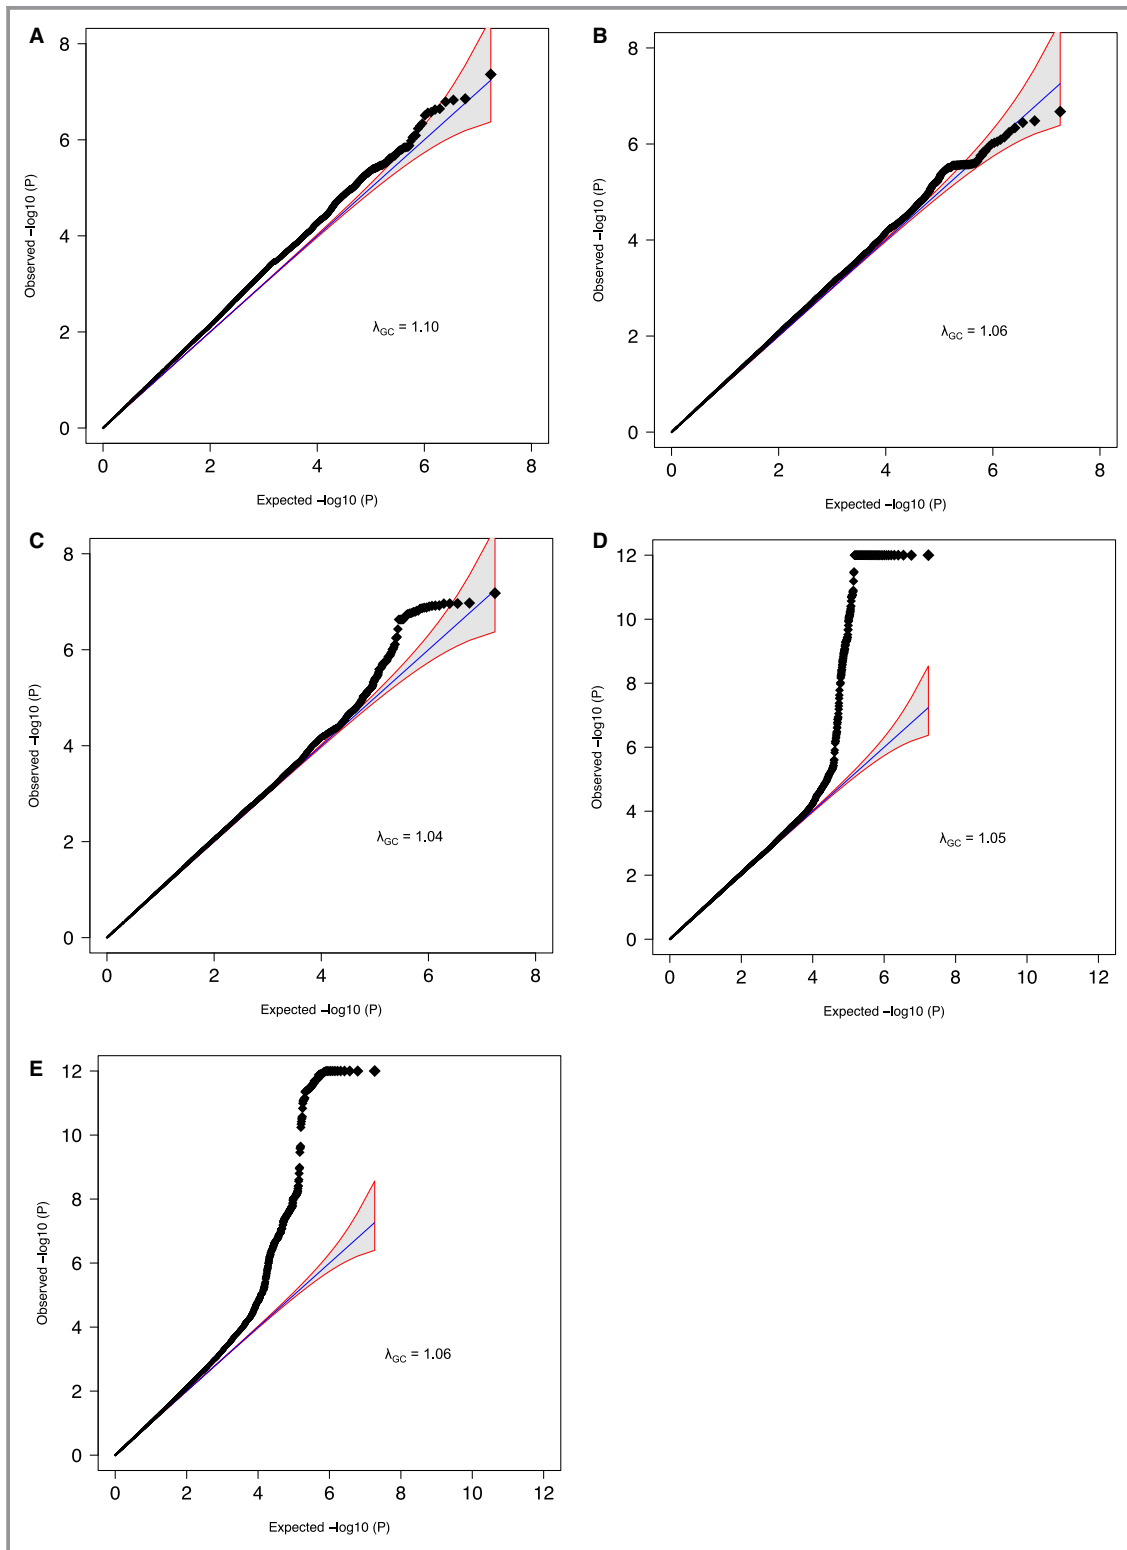 A
Observed −log10 (P)
8
6
4
2
0
λGC = 1.10
0 2 4 6 8
Expected −log10 (P)
B
Observed −log10 (P)
8
6
4
2
0
λGC = 1.06
0 2 4 6 8
Expected −log10 (P)
C
Observed −log10 (P)
8
6
4
2
0
λGC = 1.04
0 2 4 6 8
Expected −log10 (P)
D
Observed −log10 (P)
12
10
8
6
4
2
0
λGC = 1.05
0 2 4 6 8 10 12
Expected −log10 (P)
E
Observed −log10 (P)
12
10
8
6
4
2
0
λGC = 1.06
0 2 4 6 8 10 12
Expected −log10 (P)